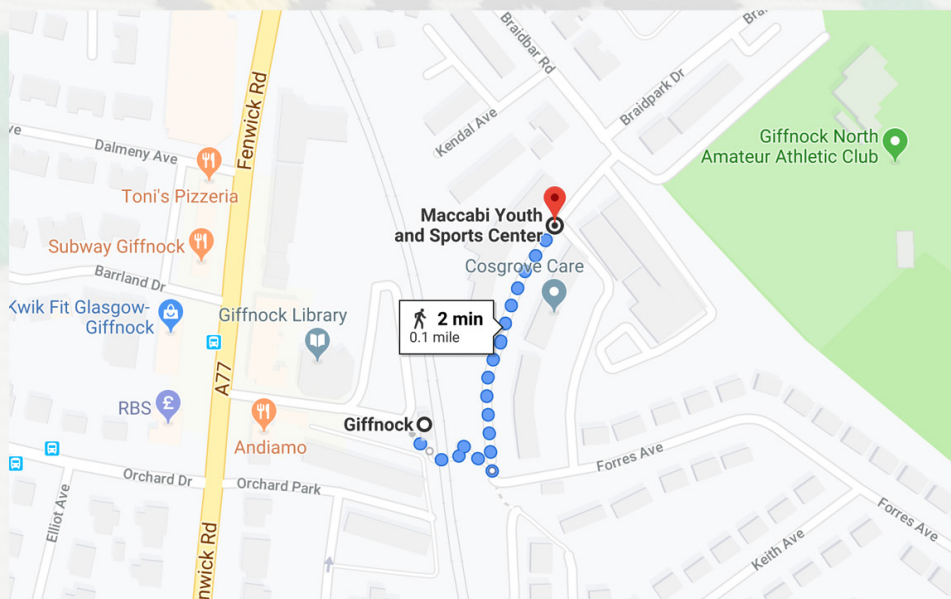 Braidbar Rd
Bra
Braidpark Dr
Kendal Ave
Fenwick Rd
ve
Dalmeny Ave
Toni's Pizzeria
Giffnock North
Amateur Athletic Club
Maccabi Youth
and Sports Center
Subway Giffnock
Cosgrove Care
Barrland Dr
Kwik Fit Glasgow-
Giffnock
Giffnock Library
2 min
0.1 mile
A77
RBS
Giffnock
Andiamo
Forres Ave
Orchard Dr
Orchard Park
Elliot Ave
Forres Ave
Keith Ave
nwick Rd